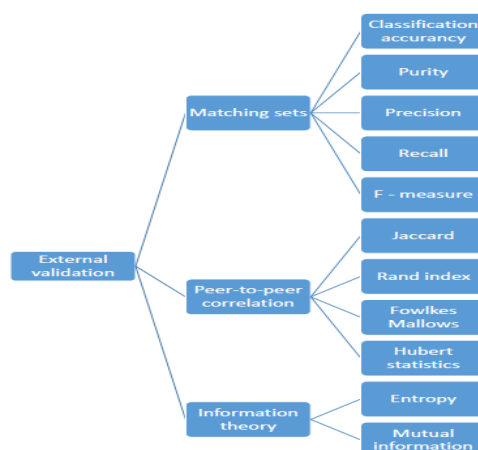 Classification
accurancy
Purity
Matching sets
Precision
Recall
F - measure
External
validation
Jaccard
Peer-to-peer
correlation
Rand index
Fowlkes
Mallows
Hubert
statistics
Information
theory
Entropy
Mutual
information